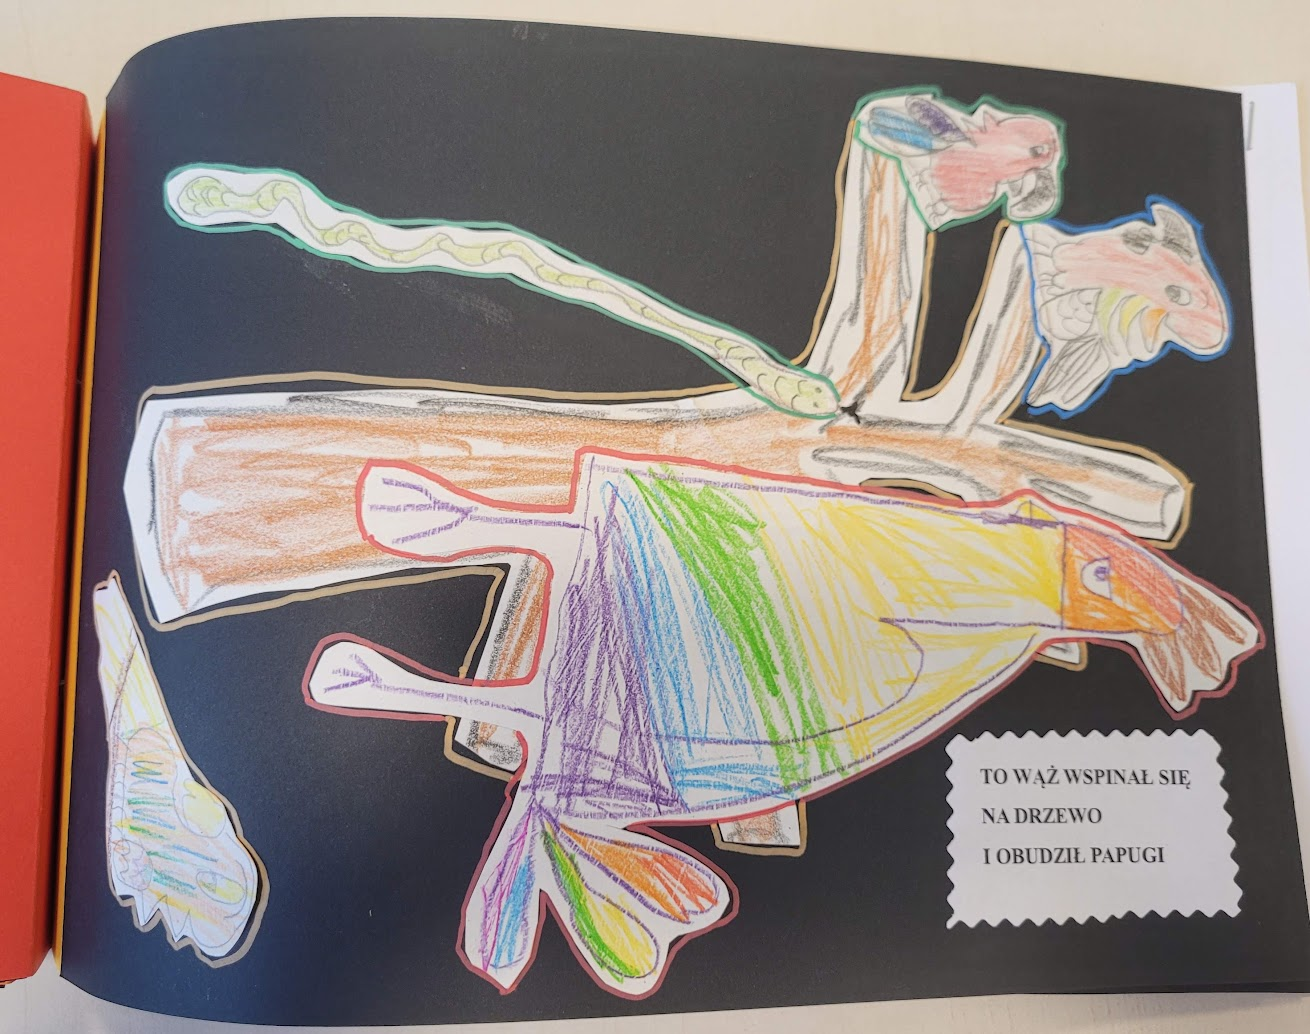 TO WĄŻ WSPINAŁ SIĘ
NA DRZEWO
I OBUDZIŁ PAPUGI